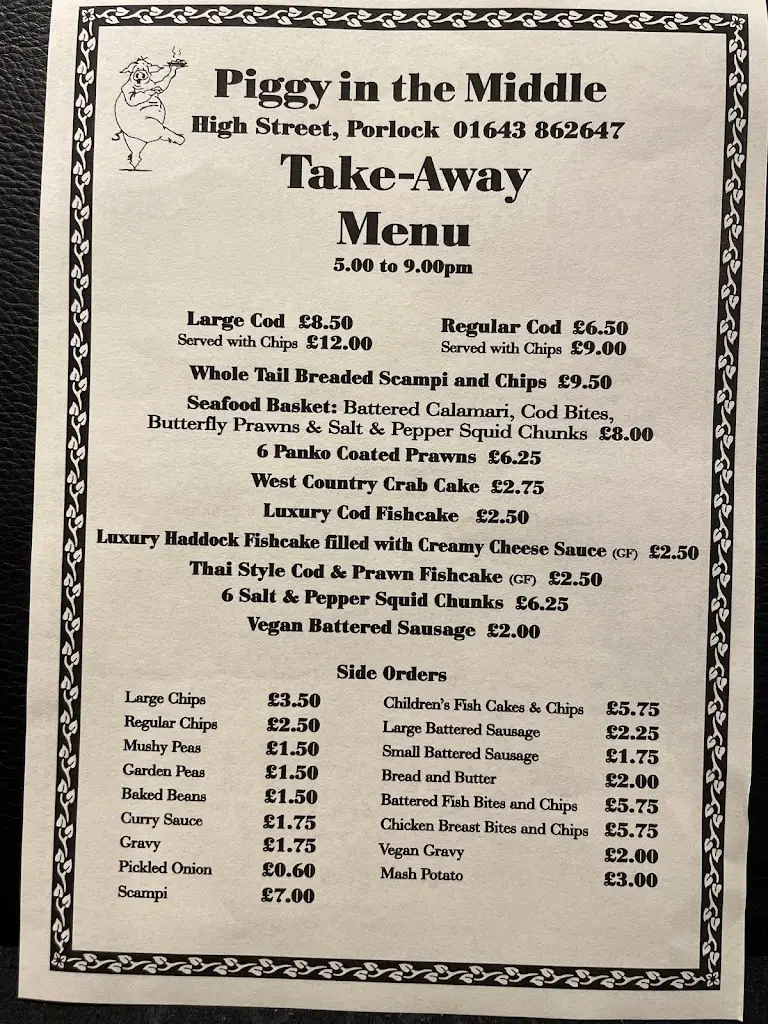 Piggy in the Middle
High Street, Porlock 01643 862647
Take-Away
Menu
5.00 to 9.00pm
Large Cod £8.50
Served with Chips £12.00
Regular Cod £6.50
Served with Chips £9.00
Whole Tail Breaded Scampi and Chips £9.50
Seafood Basket: Battered Calamari, Cod Bites,
Butterfly Prawns & Salt & Pepper Squid Chunks £8.00
6 Panko Coated Prawns £6.25
West Country Crab Cake £2.75
Luxury Cod Fishcake £2.50
Luxury Haddock Fishcake filled with Creamy Cheese Sauce (GF) £2.50
Thai Style Cod & Prawn Fishcake (GF) £2.50
6 Salt & Pepper Squid Chunks £6.25
Vegan Battered Sausage £2.00
Side Orders
Large Chips £3.50
Regular Chips £2.50
Mushy Peas £1.50
Garden Peas £1.50
Baked Beans £1.50
Curry Sauce £1.75
Gravy £1.75
Pickled Onion £0.60
Scampi £7.00
Children's Fish Cakes & Chips £5.75
Large Battered Sausage £2.25
Small Battered Sausage £1.75
Bread and Butter £2.00
Battered Fish Bites and Chips £5.75
Chicken Breast Bites and Chips £5.75
Vegan Gravy £2.00
Mash Potato £3.00